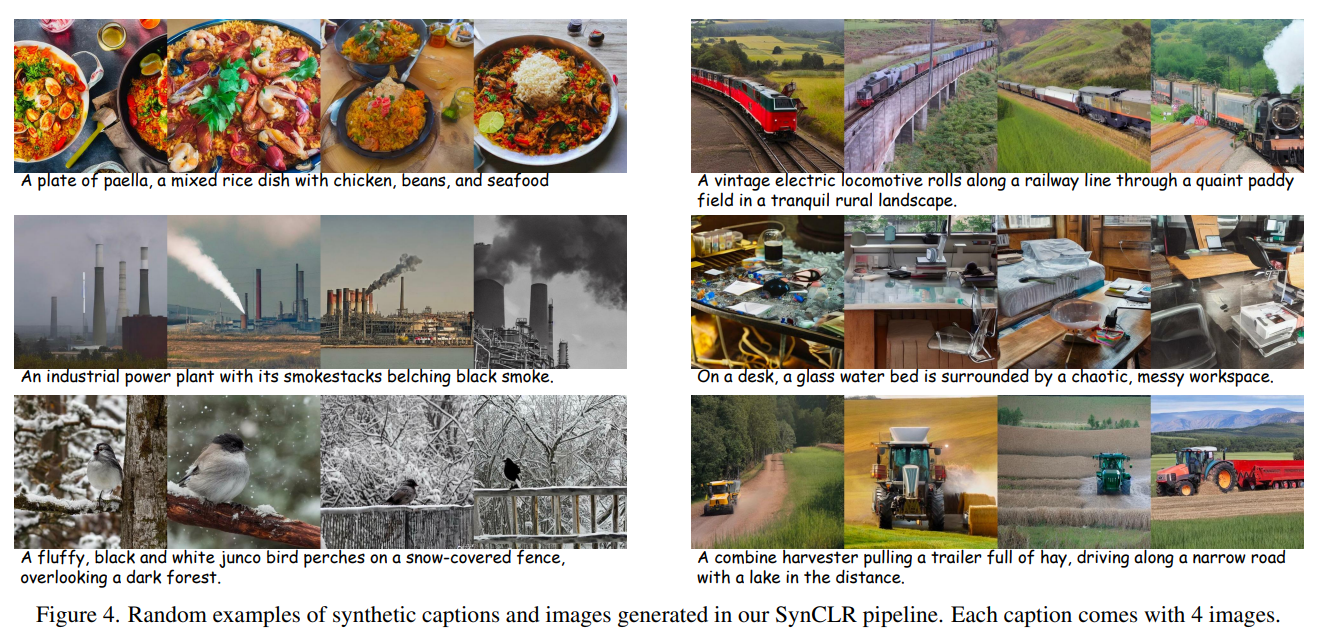 A plate of paella, a mixed rice dish with chicken, beans, and seafood
A vintage electric locomotive rolls along a railway line through a quaint paddy
field in a tranquil rural landscape.
An industrial power plant with its smokestacks belching black smoke.
On a desk, a glass water bed is surrounded by a chaotic, messy workspace.
A fluffy, black and white junco bird perches on a snow-covered fence,
overlooking a dark forest.
A combine harvester pulling a trailer full of hay, driving along a narrow road
with a lake in the distance.
Figure 4. Random examples of synthetic captions and images generated in our SynCLR pipeline. Each caption comes with 4 images.